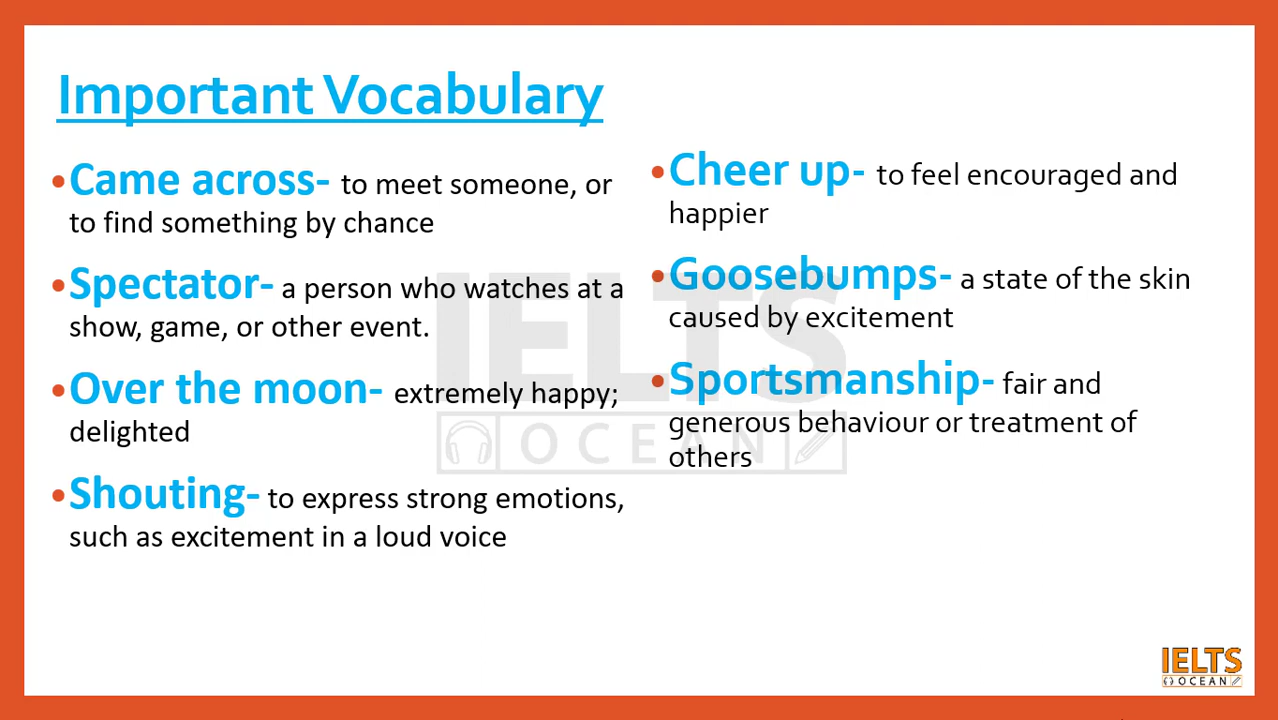 Important Vocabulary
•Came across- to meet someone, or
to find something by chance
•Spectator- a person who watches at a
show, game, or other event.
•Over the moon- extremely happy;
delighted
•Shouting- to express strong emotions,
such as excitement in a loud voice
•Cheer up- to feel encouraged and
happier
•Goosebumps- a state of the skin
caused by excitement
•Sportsmanship- fair and
generous behaviour or treatment of
others
IELTS
OCEAN
IELTS
OCEAN